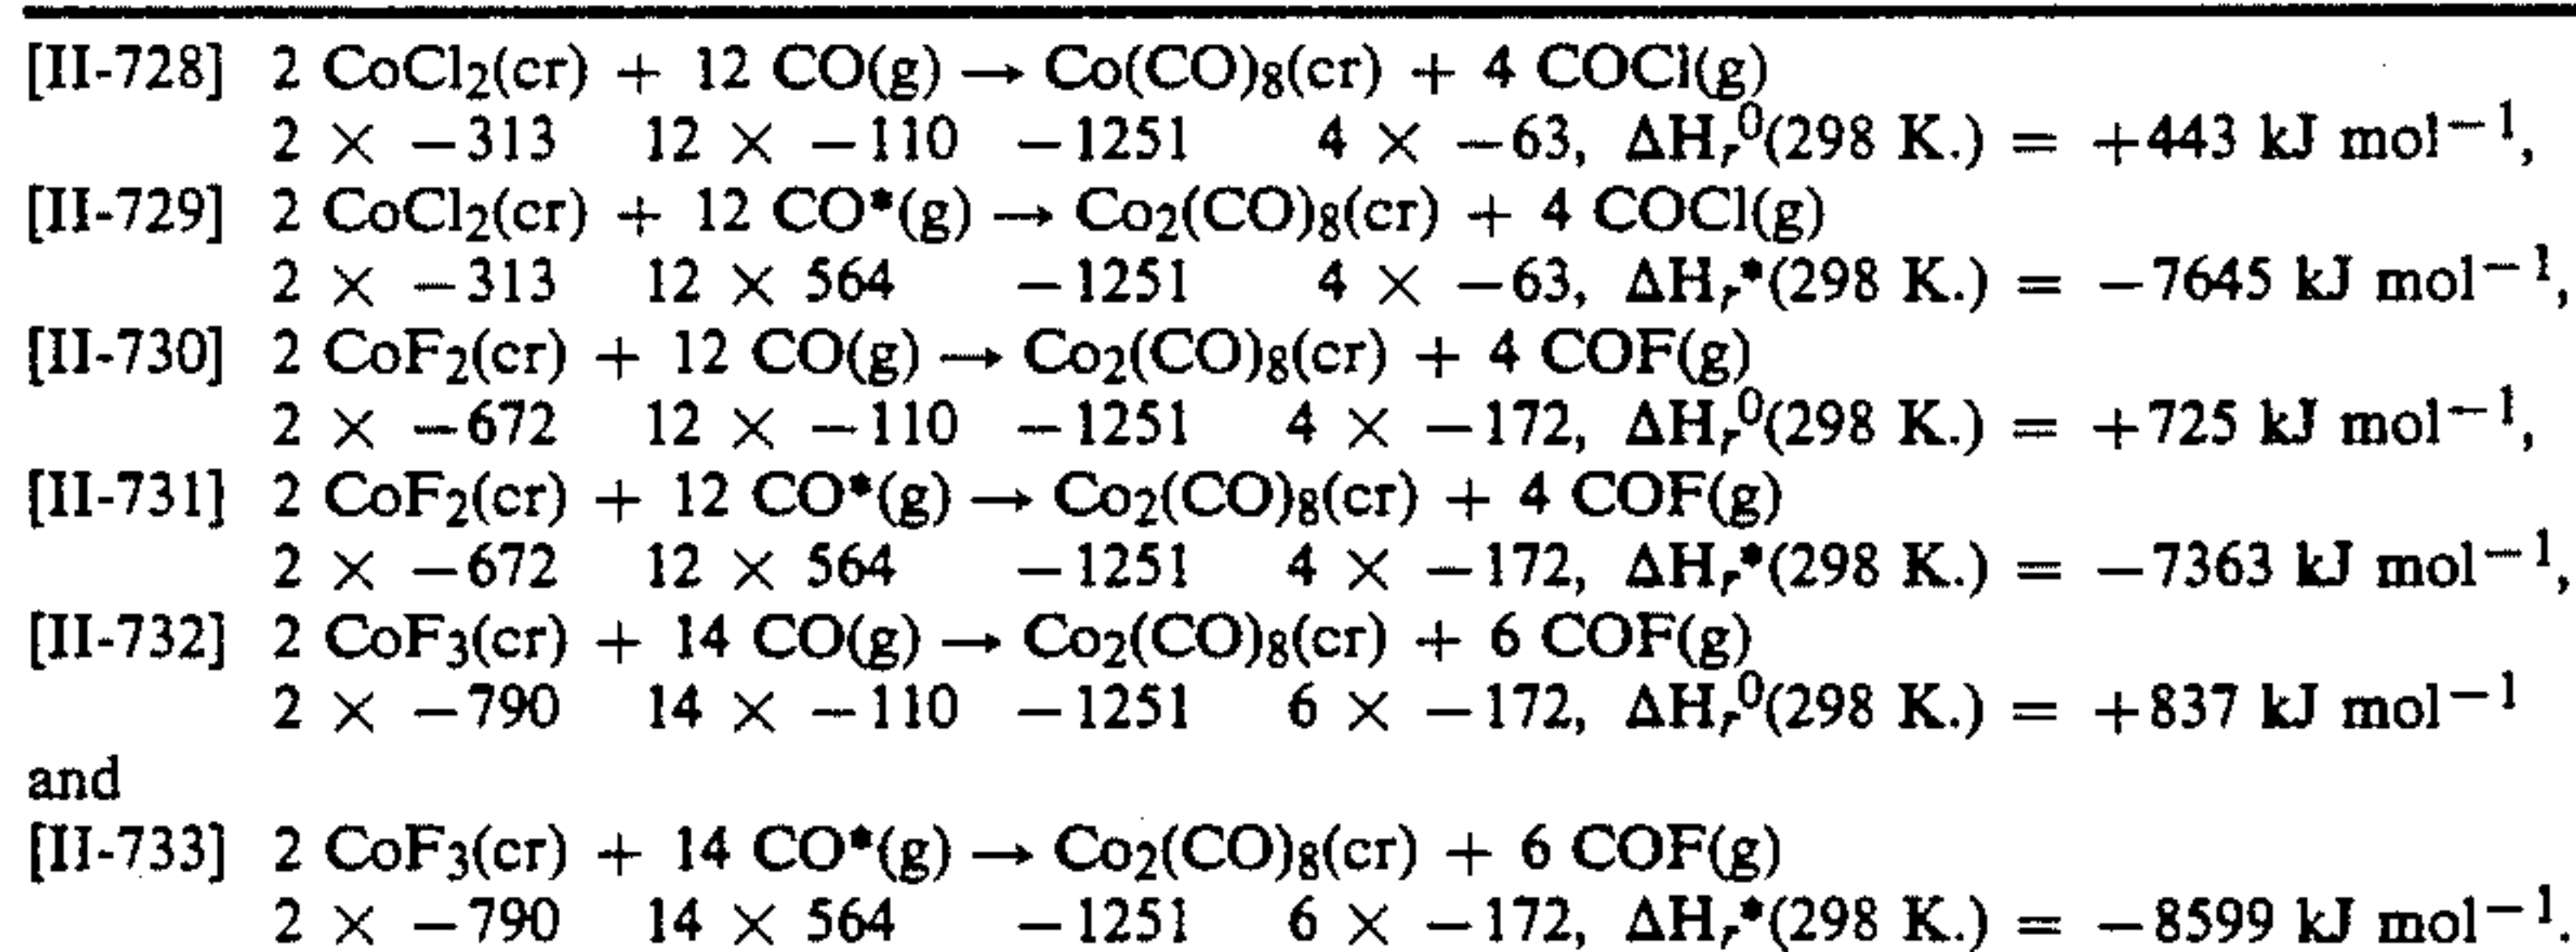 [II-728] 2 CoCl₂(cr) + 12 CO(g) → Co(CO)₈(cr) + 4 COCl(g)
2 × −313 12 × −110 −1251 4 × −63, ΔHᵣ⁰(298 K.) = +443 kJ mol⁻¹,
[II-729] 2 CoCl₂(cr) + 12 CO*(g) → Co₂(CO)₈(cr) + 4 COCl(g)
2 × −313 12 × 564 −1251 4 × −63, ΔHᵣ*(298 K.) = −7645 kJ mol⁻¹,
[II-730] 2 CoF₂(cr) + 12 CO(g) → Co₂(CO)₈(cr) + 4 COF(g)
2 × −672 12 × −110 −1251 4 × −172, ΔHᵣ⁰(298 K.) = +725 kJ mol⁻¹,
[II-731] 2 CoF₂(cr) + 12 CO*(g) → Co₂(CO)₈(cr) + 4 COF(g)
2 × −672 12 × 564 −1251 4 × −172, ΔHᵣ*(298 K.) = −7363 kJ mol⁻¹,
[II-732] 2 CoF₃(cr) + 14 CO(g) → Co₂(CO)₈(cr) + 6 COF(g)
2 × −790 14 × −110 −1251 6 × −172, ΔHᵣ⁰(298 K.) = +837 kJ mol⁻¹
and
[II-733] 2 CoF₃(cr) + 14 CO*(g) → Co₂(CO)₈(cr) + 6 COF(g)
2 × −790 14 × 564 −1251 6 × −172, ΔHᵣ*(298 K.) = −8599 kJ mol⁻¹.